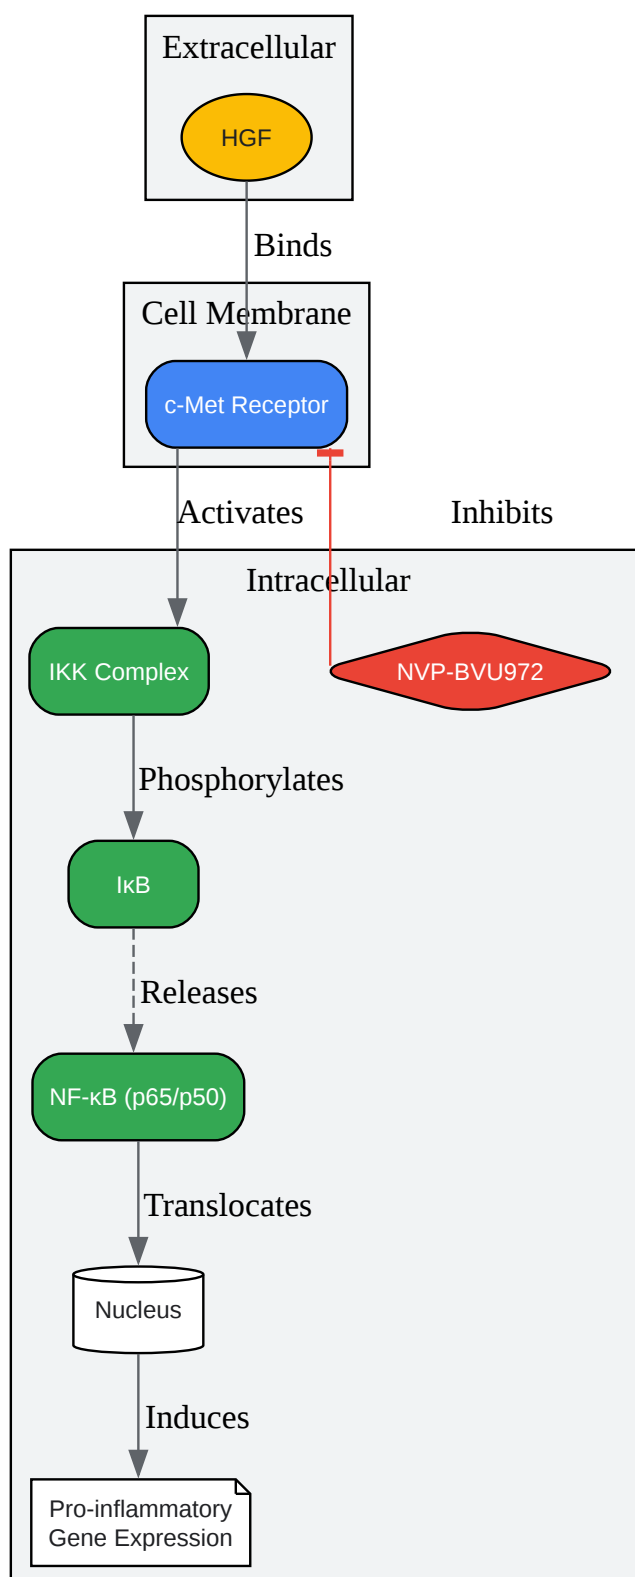 Extracellular
HGF
Binds
Cell Membrane
c-Met Receptor
Activates
Inhibits
Intracellular
IKK Complex
NVP-BVU972
Phosphorylates
IκB
Releases
NF-κB (p65/p50)
Translocates
Nucleus
Induces
Pro-inflammatory
Gene Expression